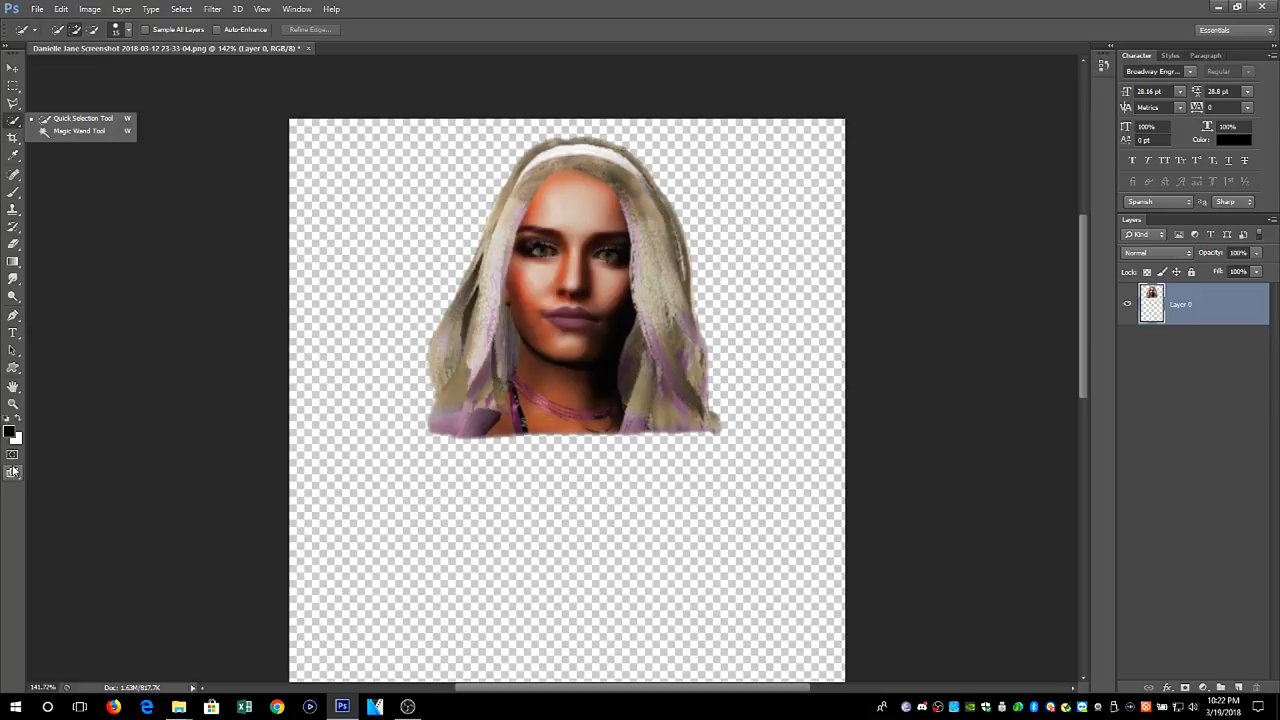 Ps File Edit Image Layer Type Select Filter 3D View Window Help
15 Sample All Layers Auto-Enhance Refine Edge... Essentials
Danielle Jane Screenshot 2018-03-12 23-33-04.png @ 142% (Layer 0, RGB/8) * ×
Character Styles Paragraph
Broadway Engr... Regular
28.16 pt 28.8 pt
Metrics 0
100% 100%
0 pt Color:
Spanish Sharp
Quick Selection Tool W
Magic Wand Tool W
Layers
Kind
Normal Opacity: 100%
Lock: Fill: 100%
Layer 0
141.72% Doc: 1.63M/817.7K
Ps 10:22 PM
3/19/2018